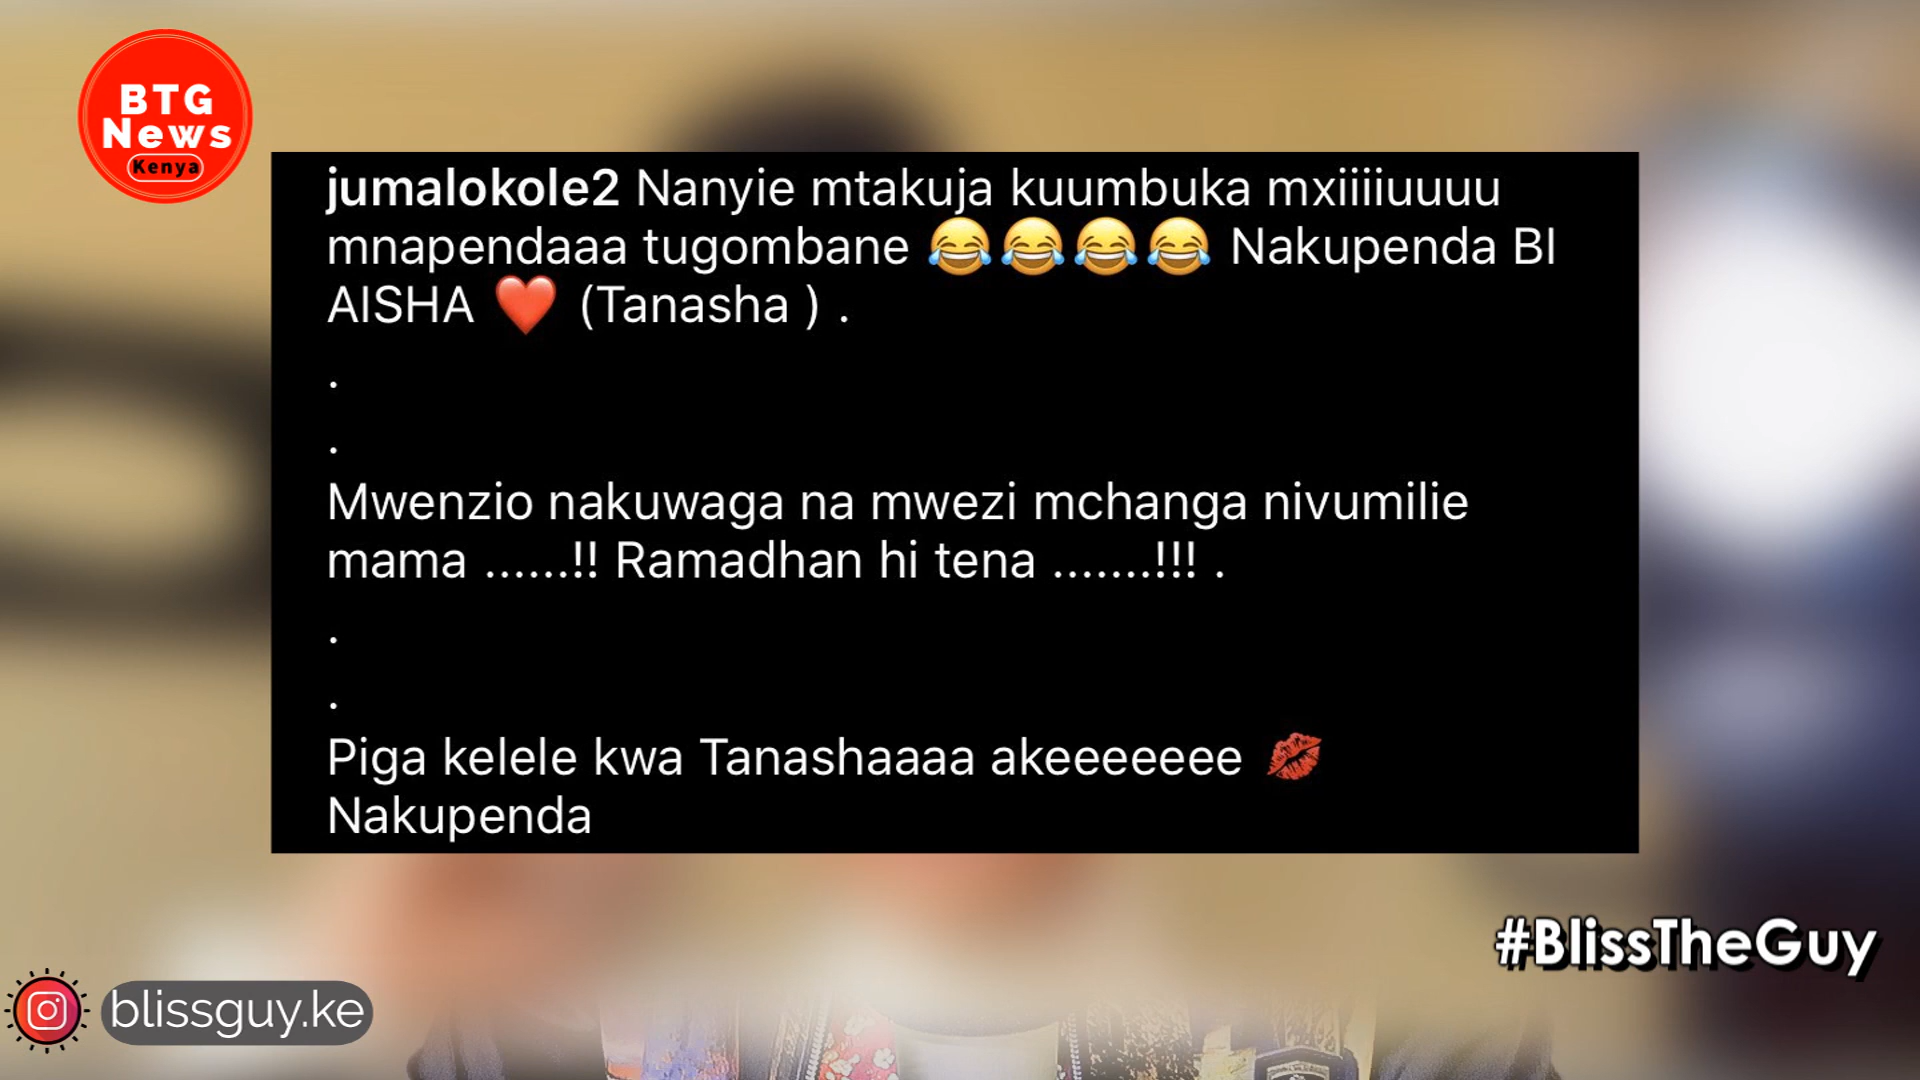 BTG
News
Kenya
jumalokole2 Nanyie mtakuja kuumbuka mxiiiiuuuu
mnapendaaa tugombane 😂😂😂😂 Nakupenda BI
AISHA ❤️ (Tanasha ) .
.
.
Mwenzio nakuwaga na mwezi mchanga nivumilie
mama ......!! Ramadhan hi tena .......!!! .
.
.
Piga kelele kwa Tanashaaaa akeeeeeee 💋
Nakupenda
#BlissTheGuy
blissguy.ke